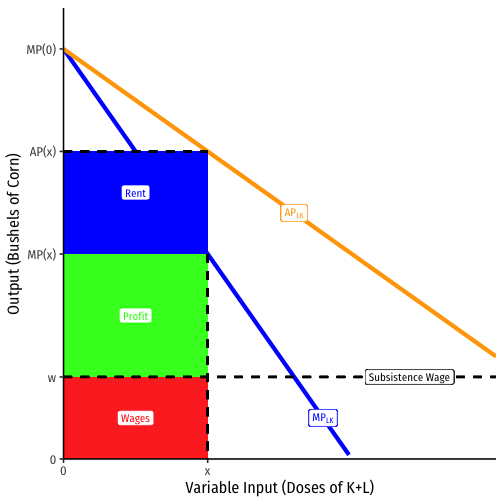 MP(0)
AP(x)
Rent
AP_LK
MP(x)
Profit
w
Subsistence Wage
Wages
MP_LK
0
0
x
Output (Bushels of Corn)
Variable Input (Doses of K+L)